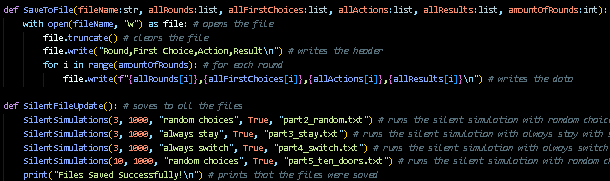 def SaveToFile(fileName:str, allRounds:list, allFirstChoices:list, allActions:list, allResults:list, amountOfRounds:int):
with open(fileName, "w") as file: # opens the file
file.truncate() # clears the file
file.write("Round,First Choice,Action,Result\n") # writes the header
for i in range(amountOfRounds): # for each round
file.write(f"{allRounds[i]},{allFirstChoices[i]},{allActions[i]},{allResults[i]}\n") # writes the data
def SilentFileUpdate(): # saves to all the files
SilentSimulations(3, 1000, "random choices", True, "part2_random.txt") # runs the silent simulation with random choic
SilentSimulations(3, 1000, "always stay", True, "part3_stay.txt") # runs the silent simulation with always stay with s
SilentSimulations(3, 1000, "always switch", True, "part4_switch.txt") # runs the silent simulation with always switch
SilentSimulations(10, 1000, "random choices", True, "part5_ten_doors.txt") # runs the silent simulation with random ch
print("Files Saved Successfully!\n") # prints that the files were saved